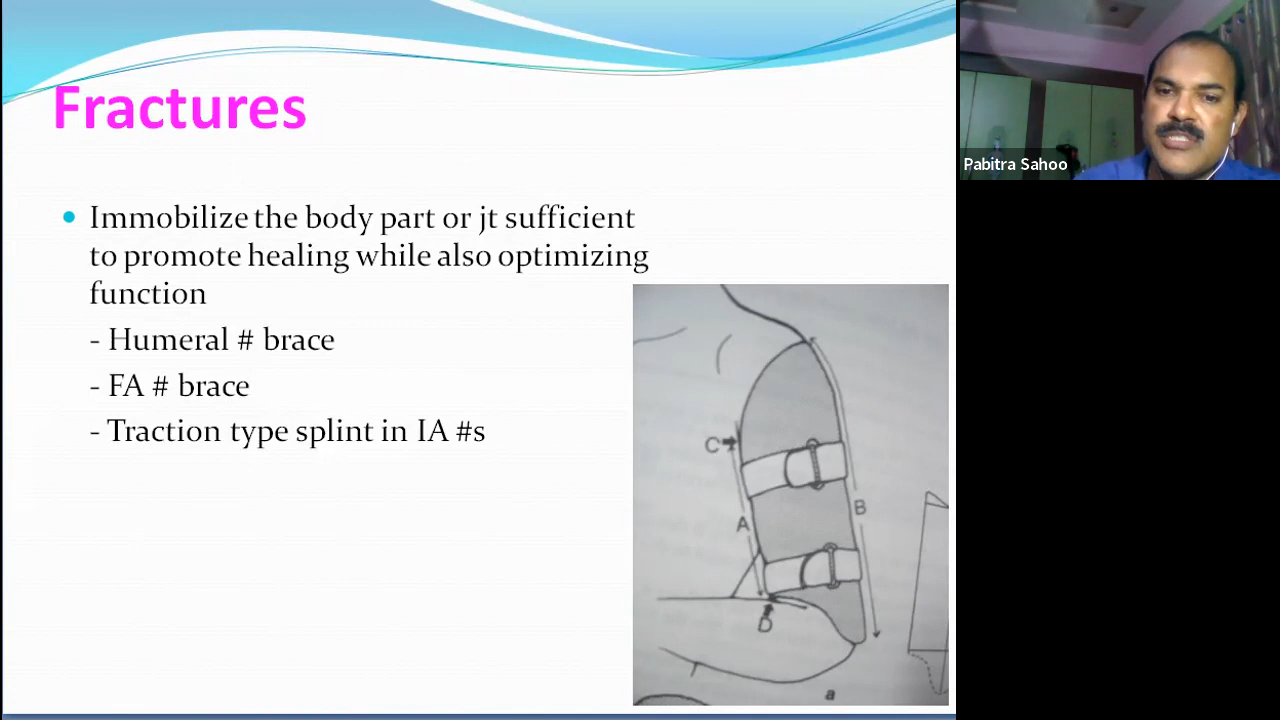 Fractures
Immobilize the body part or jt sufficient
to promote healing while also optimizing
function
- Humeral # brace
- FA # brace
- Traction type splint in IA #s
C
A
B
D
a
Pabitra Sahoo